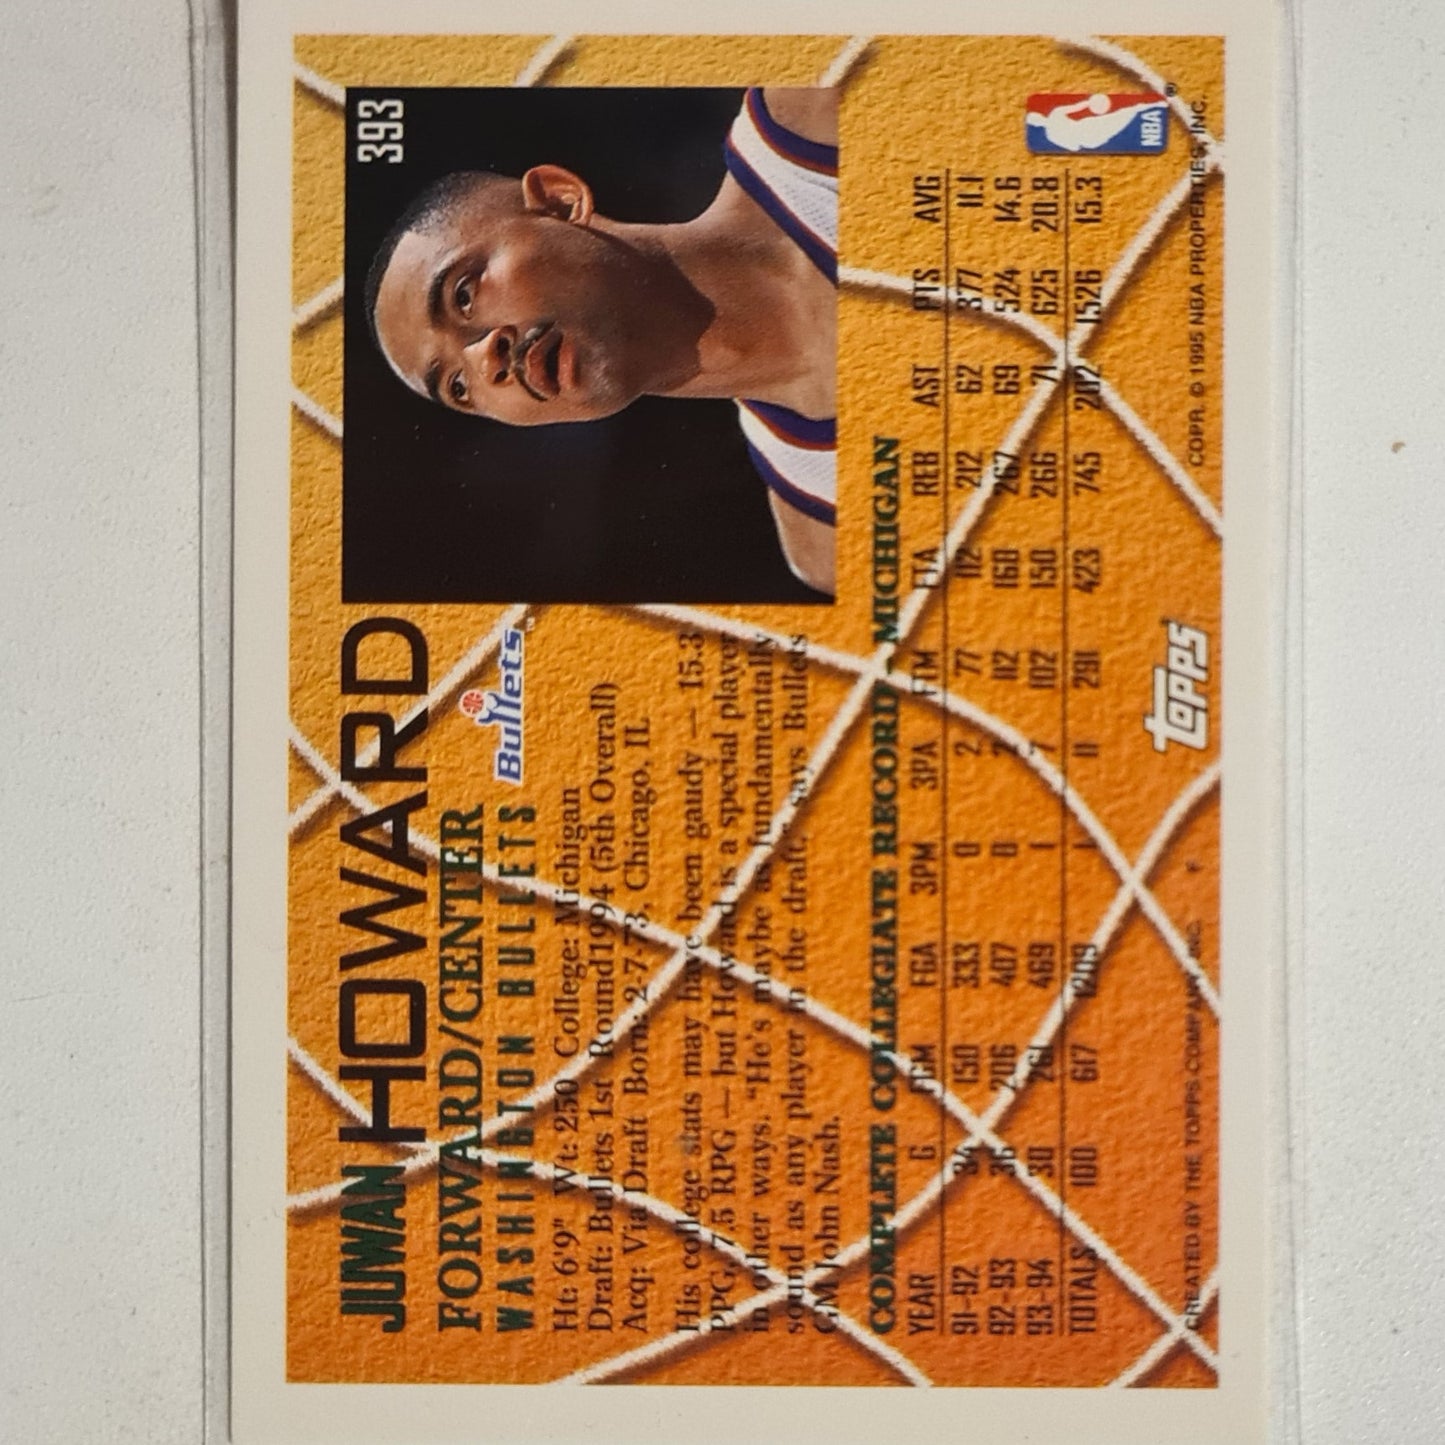 393
JUWAN HOWARD
FORWARD/CENTER
WASHINGTON BULLETS
Bullets™
Ht: 6'9" Wt: 250 College: Michigan
Draft: Bullets 1st Round1994 (5th Overall)
Acq: Via Draft Born: 2-7-73, Chicago, IL
His college stats may have been gaudy — 15.3
PPG, 7.5 RPG — but Howard is a special player
in other ways. "He's maybe as fundamentally
sound as any player in the draft," says Bullets
GM John Nash.
COMPLETE COLLEGIATE RECORD - MICHIGAN
YEAR G FGM FGA 3PM 3PA FTM FTA REB AST PTS AVG
91-92 34 150 333 0 2 77 112 212 62 377 11.1
92-93 36 206 407 0 2 112 160 267 69 524 14.6
93-94 30 261 469 1 7 102 150 266 71 625 20.8
TOTALS 100 617 1209 1 11 291 423 745 202 1526 15.3
NBA ®
topps
CREATED BY THE TOPPS COMPANY, INC. F COPR. © 1995 NBA PROPERTIES, INC.